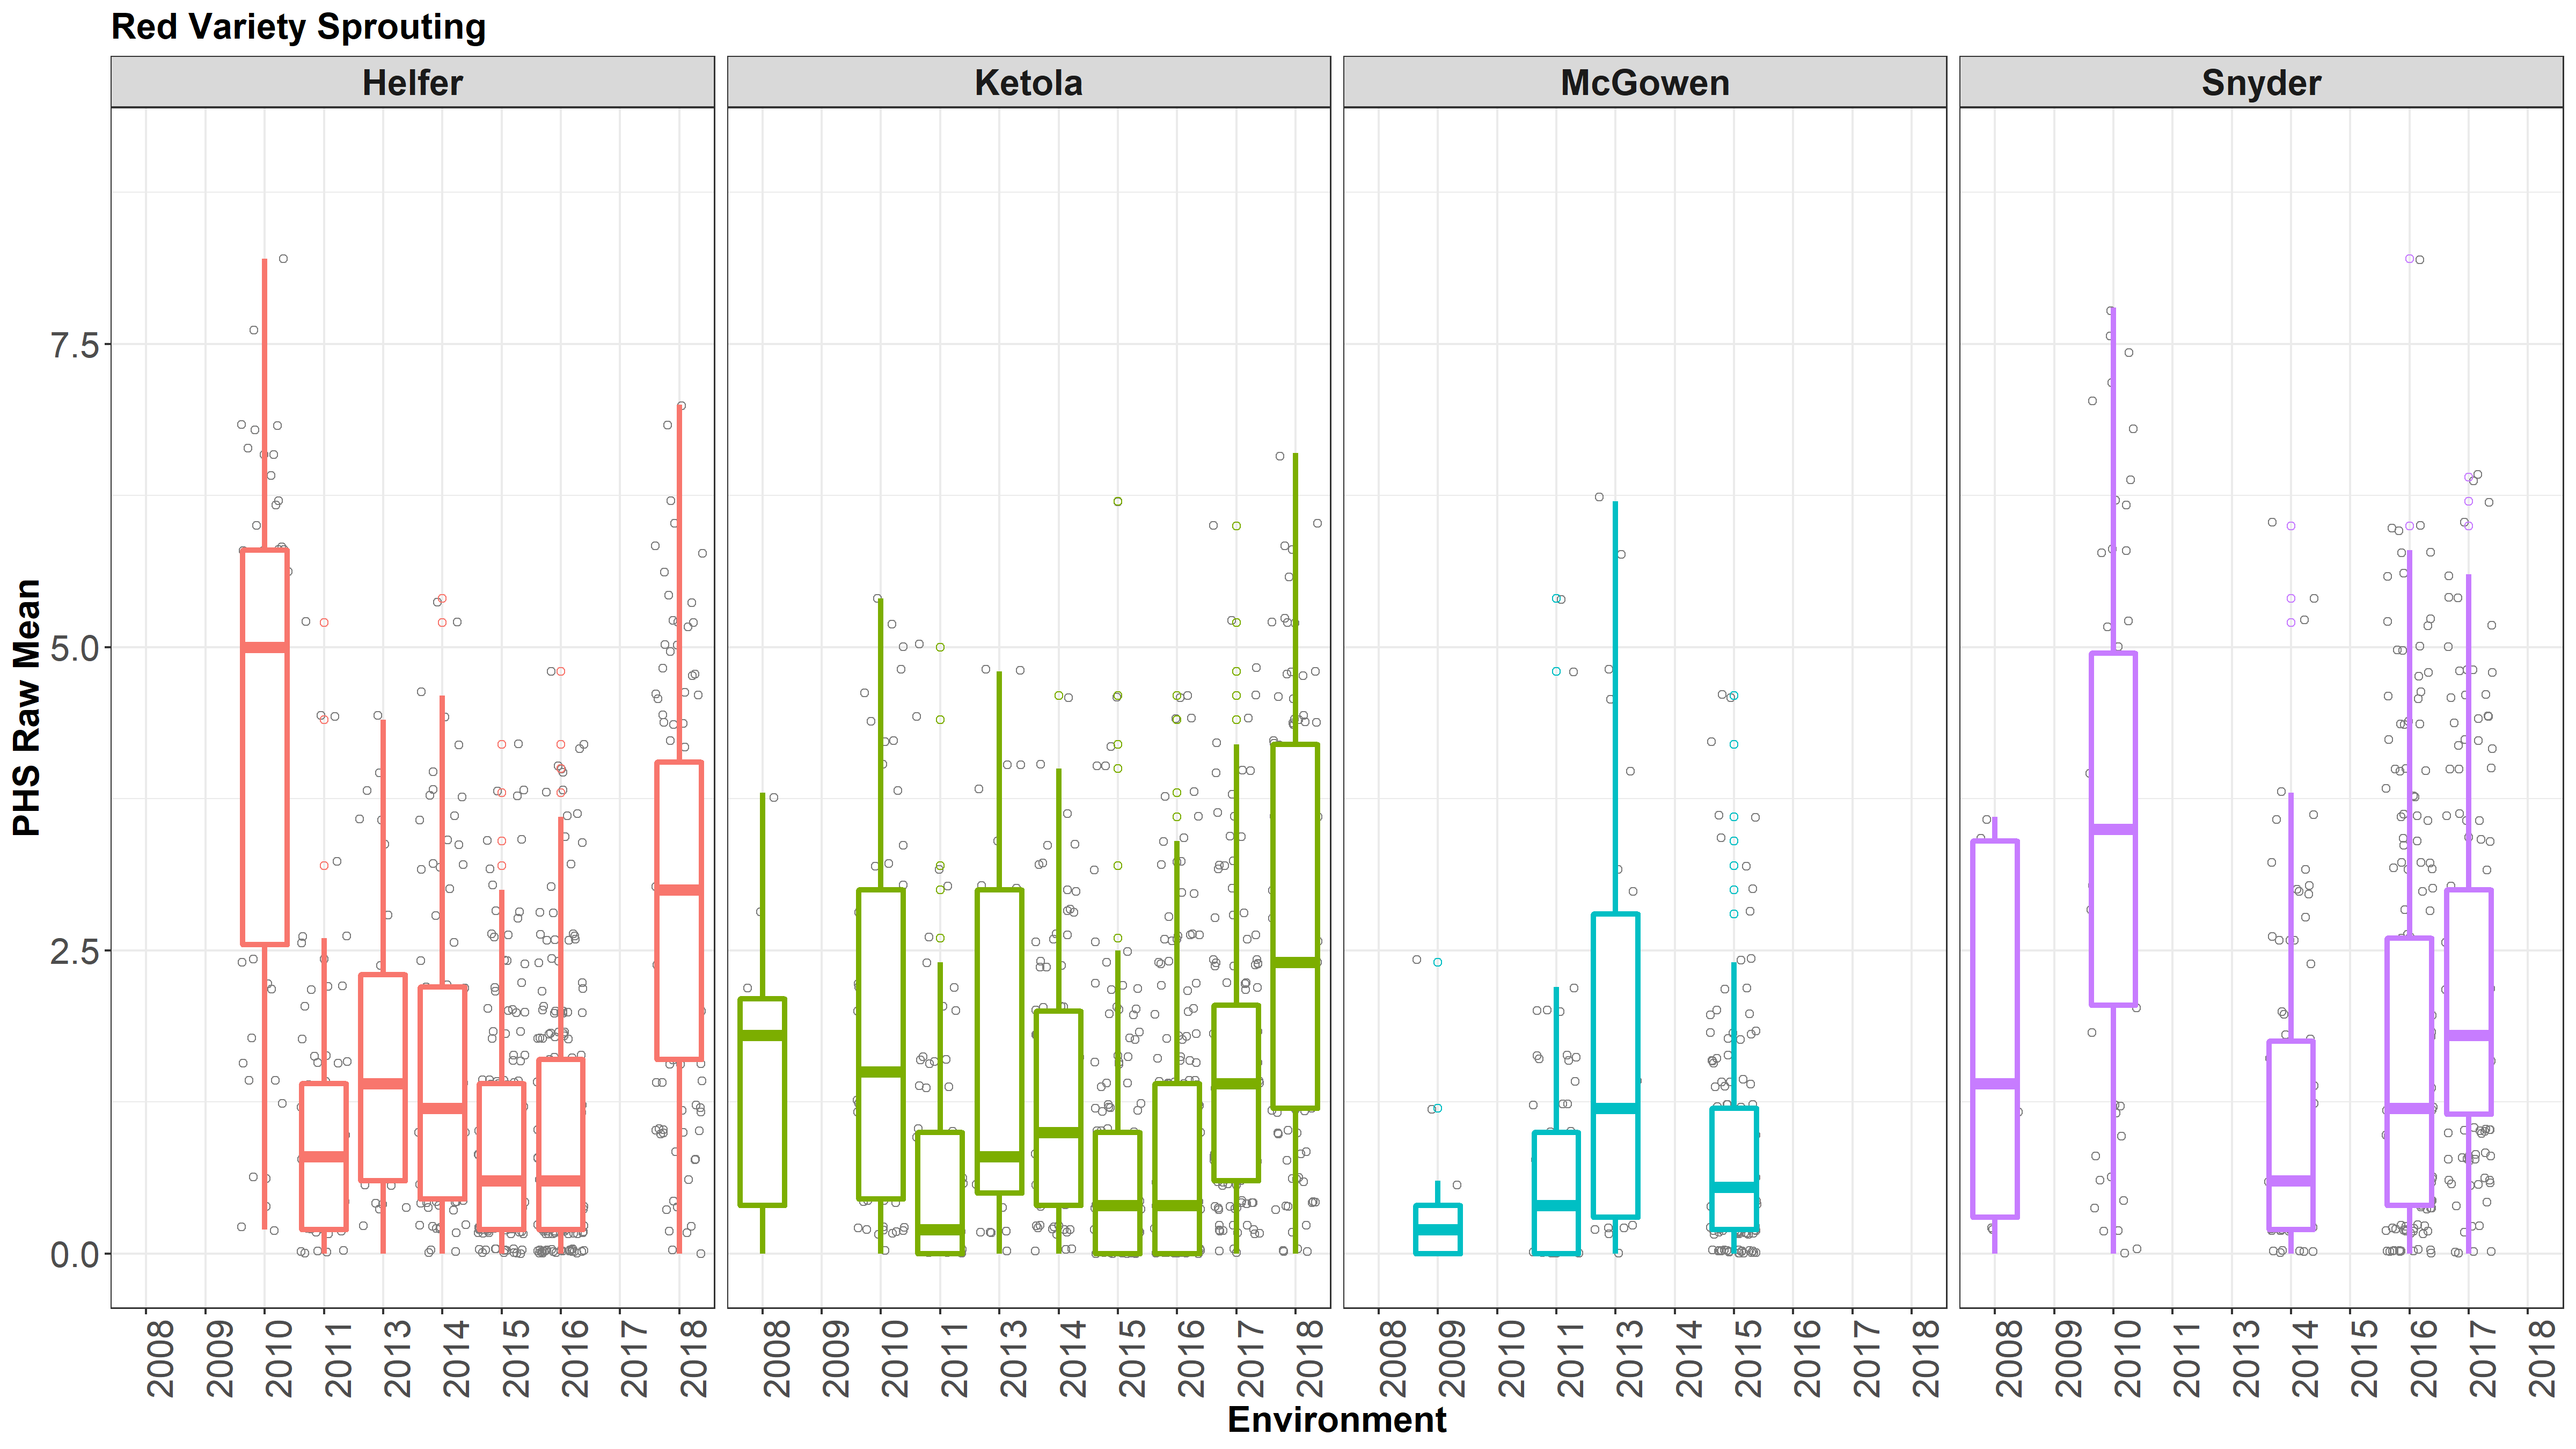 Red Variety Sprouting
Helfer Ketola McGowen Snyder
PHS Raw Mean
7.5
5.0
2.5
0.0
2008 2009 2010 2011 2013 2014 2015 2016 2017 2018 2008 2009 2010 2011 2013 2014 2015 2016 2017 2018 2008 2009 2010 2011 2013 2014 2015 2016 2017 2018 2008 2009 2010 2011 2013 2014 2015 2016 2017 2018
Environment